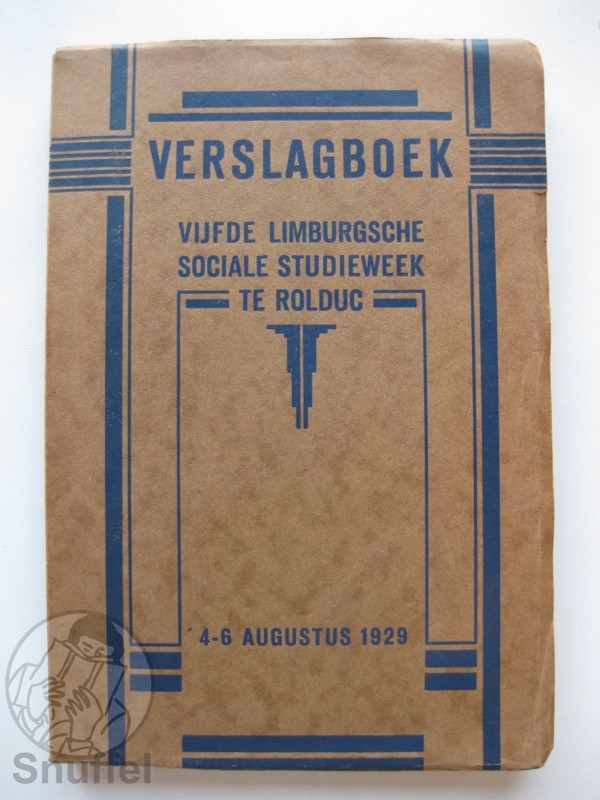 VERSLAGBOEK
VIJFDE LIMBURGSCHE
SOCIALE STUDIEWEEK
TE ROLDUC
4-6 AUGUSTUS 1929
Snuffel